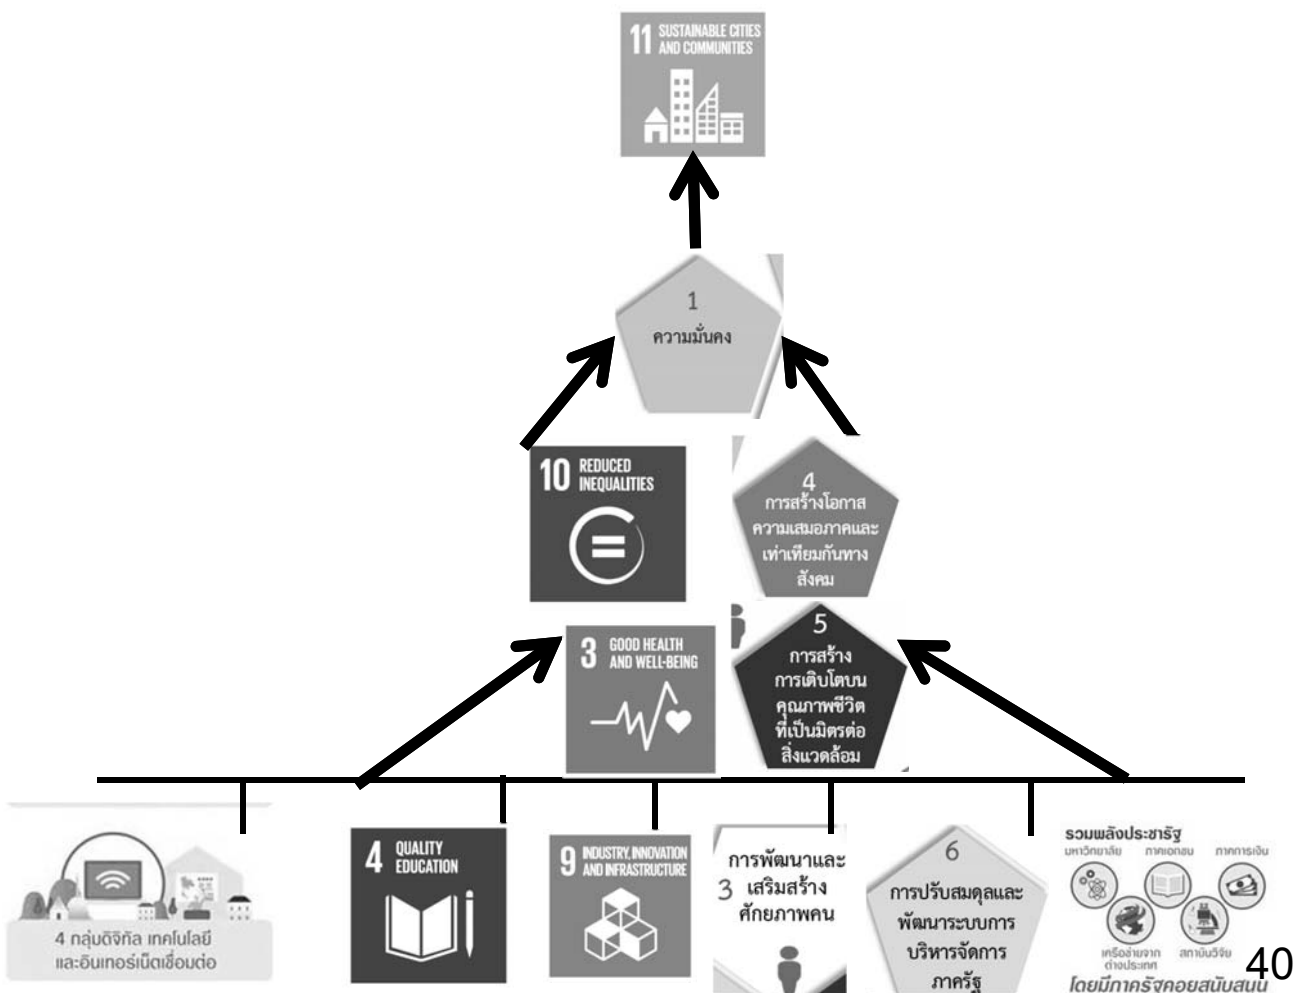 11 SUSTAINABLE CITIES
AND COMMUNITIES
1
ความมั่นคง
10 REDUCED
INEQUALITIES
4
การสร้างโอกาส
ความเสมอภาคและ
เท่าเทียมกันทาง
สังคม
3 GOOD HEALTH
AND WELL-BEING
5
การสร้าง
การเติบโตบน
คุณภาพชีวิต
ที่เป็นมิตรต่อ
สิ่งแวดล้อม
4 กลุ่มดิจิทัล เทคโนโลยี
และอินเทอร์เน็ตเชื่อมต่อ
4 QUALITY
EDUCATION
9 INDUSTRY, INNOVATION
AND INFRASTRUCTURE
การพัฒนาและ
3 เสริมสร้าง
ศักยภาพคน
6
การปรับสมดุลและ
พัฒนาระบบการ
บริหารจัดการ
ภาครัฐ
รวมพลังประชารัฐ
มหาวิทยาลัย ภาคเอกชน ภาคการเงิน
เครือข่ายจาก สถาบันวิจัย
ต่างประเทศ
โดยมีภาครัฐคอยสนับสนุน
40